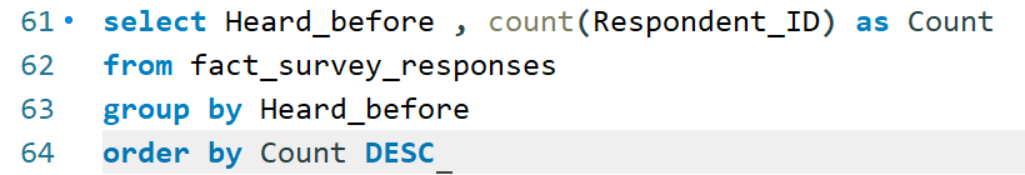 61 select Heard_before , count(Respondent_ID) as Count
62 from fact_survey_responses
63 group by Heard_before
64 order by Count DESC